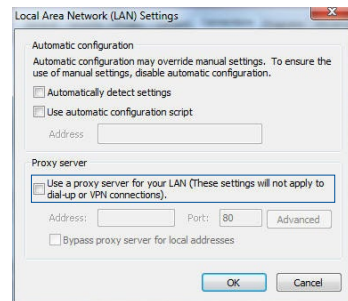 Local Area Network (LAN) Settings
Automatic configuration
Automatic configuration may override manual settings. To ensure the
use of manual settings, disable automatic configuration.
Automatically detect settings
Use automatic configuration script
Address
Proxy server
Use a proxy server for your LAN (These settings will not apply to
dial-up or VPN connections).
Address: Port: 80 Advanced
Bypass proxy server for local addresses
OK Cancel